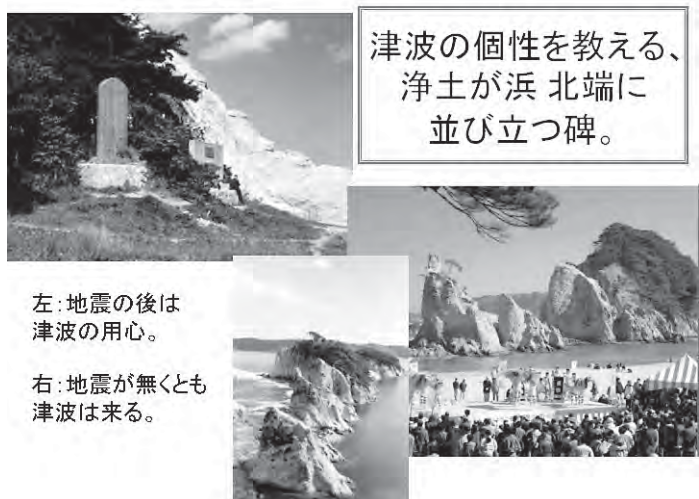 津波の個性を教える、
浄土が浜 北端に
並び立つ碑。
左:地震の後は
津波の用心。
右:地震が無くとも
津波は来る。